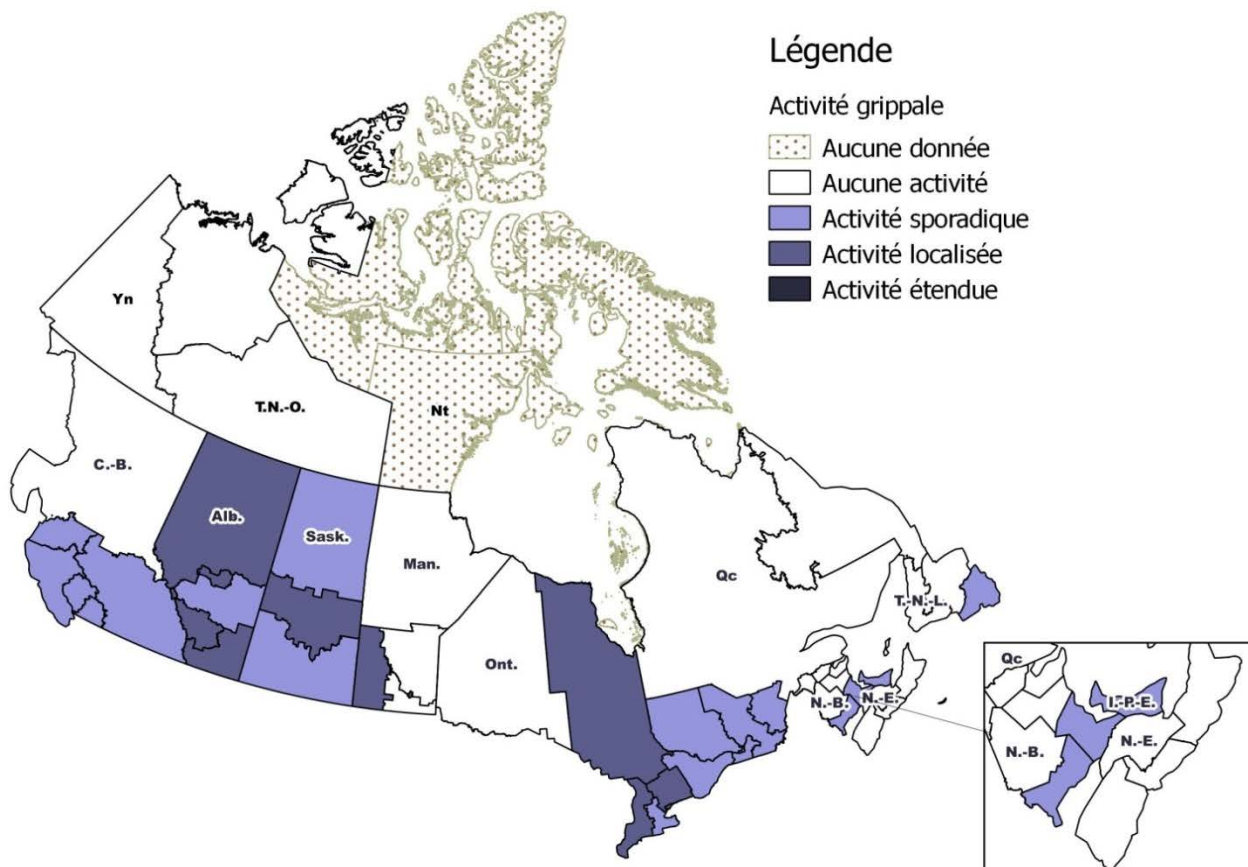 Légende
Activité grippale
Aucune donnée
Aucune activité
Activité sporadique
Activité localisée
Activité étendue
Yn
T.N.-O.
Nt
C.-B.
Alb.
Sask.
Man.
Qc
Ont.
T.-N.-L.
N.-B.
N.-E.
Qc
I.-P.-E.
N.-B.
N.-E.